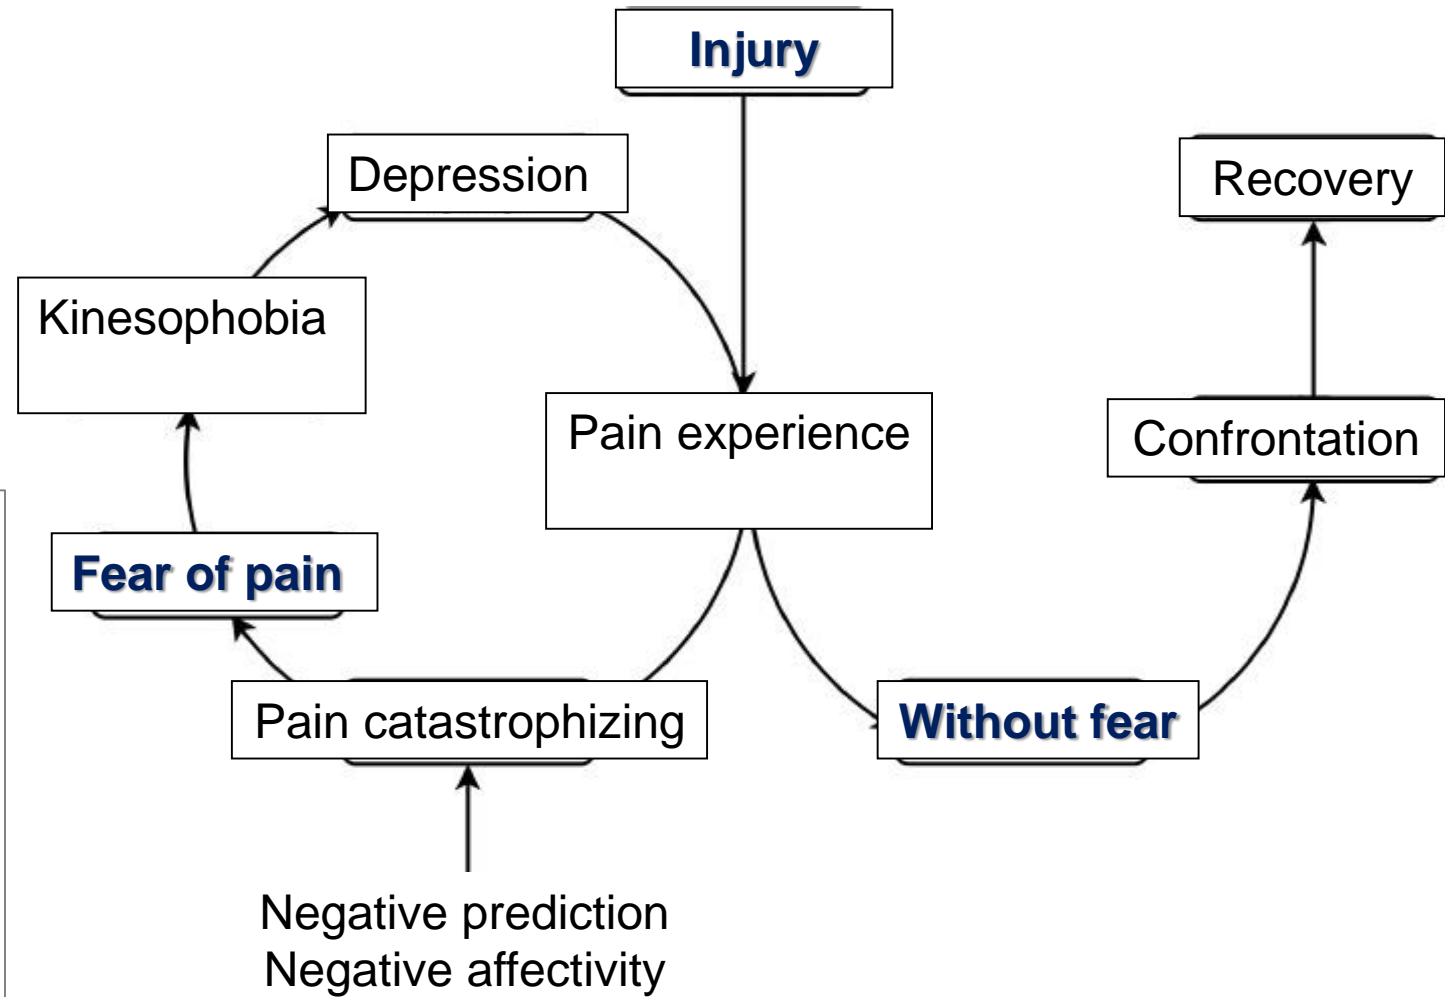 Injury
Depression
Recovery
Kinesophobia
Pain experience
Confrontation
Fear of pain
Pain catastrophizing
Without fear
Negative prediction
Negative affectivity